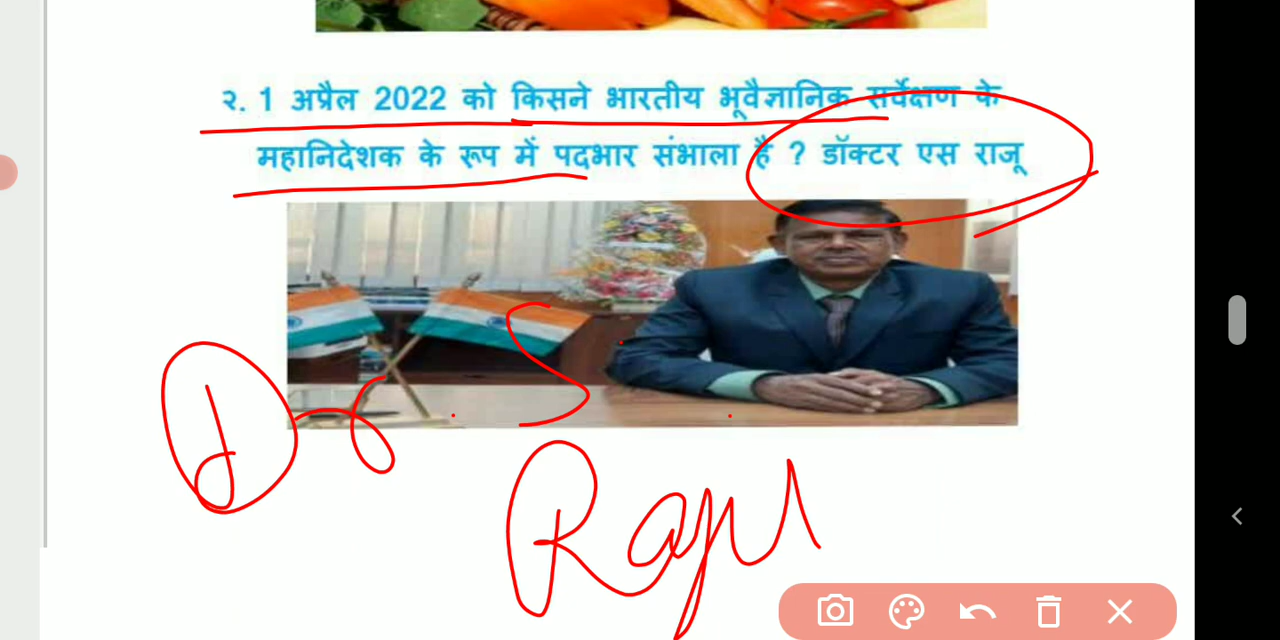 २. 1 अप्रैल 2022 को किसने भारतीय भूवैज्ञानिक सर्वेक्षण के
महानिदेशक के रूप में पदभार संभाला है ? डॉक्टर एस राजू
Dr. S
Raju